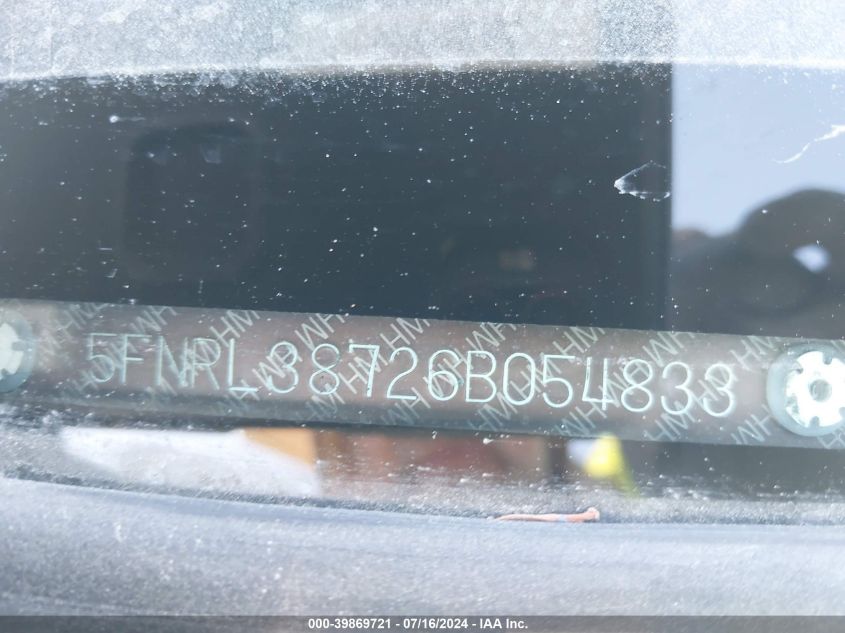 5FNRL38726B054833
000-39869721 / 07/16/2024 - IAA Inc.